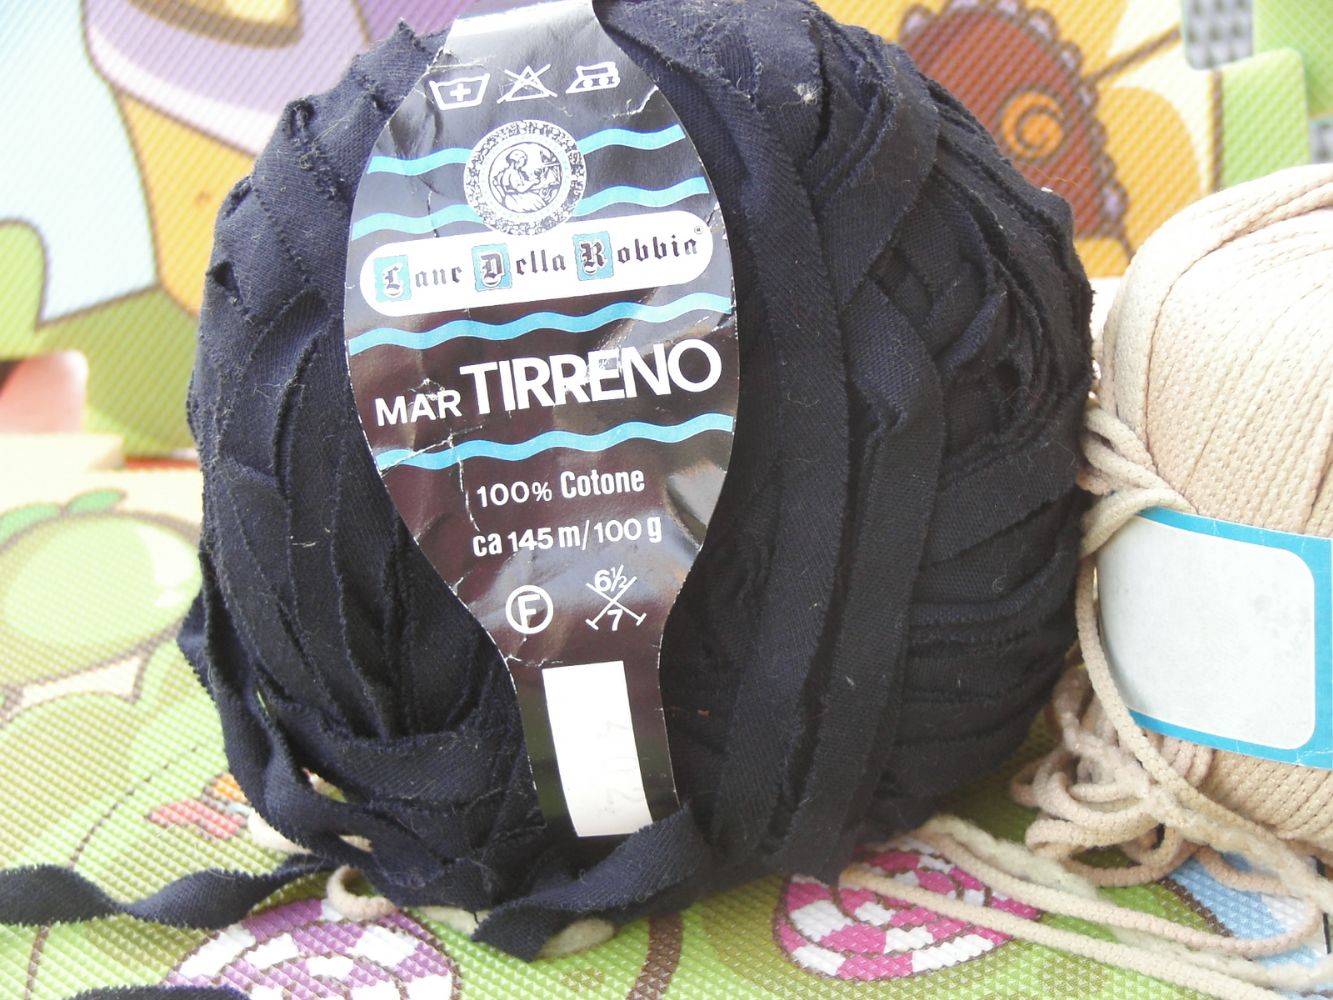 Lane Della Robbia
MAR TIRRENO
100% Cotone
ca 145 m/100 g
F
6½
7